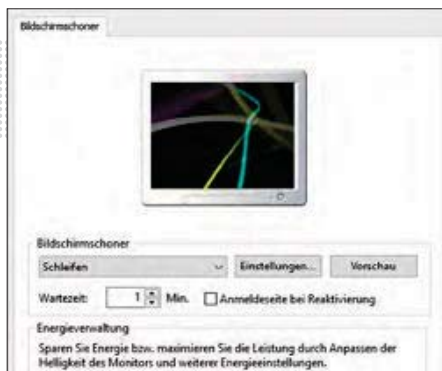 Bildschirmschoner
Bildschirmschoner
Schleifen Einstellungen... Vorschau
Wartezeit: 1 Min. Anmeldeseite bei Reaktivierung
Energieverwaltung
Sparen Sie Energie bzw. maximieren Sie die Leistung durch Anpassen der
Helligkeit des Monitors und weiterer Energieeinstellungen.